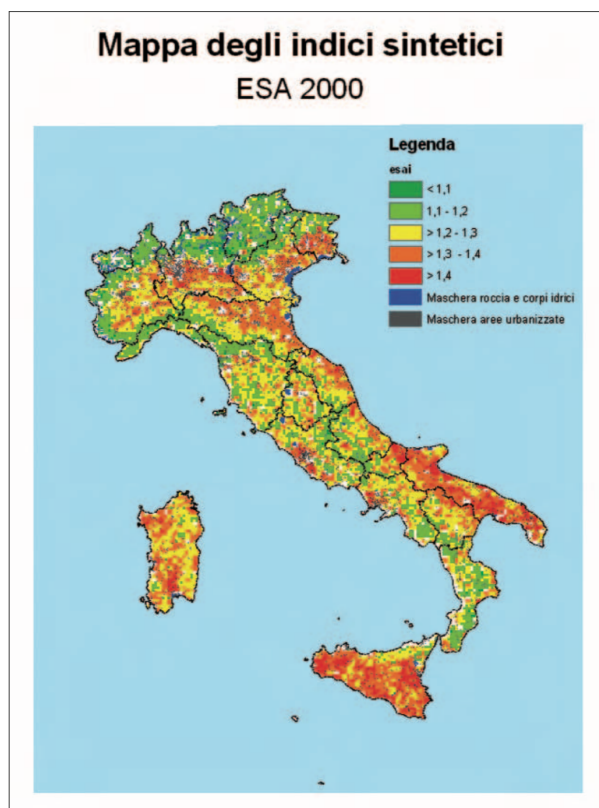 Mappa degli indici sintetici
ESA 2000
Legenda
esai
< 1,1
1,1 - 1,2
> 1,2 - 1,3
> 1,3 - 1,4
> 1,4
Maschera roccia e corpi idrici
Maschera aree urbanizzate